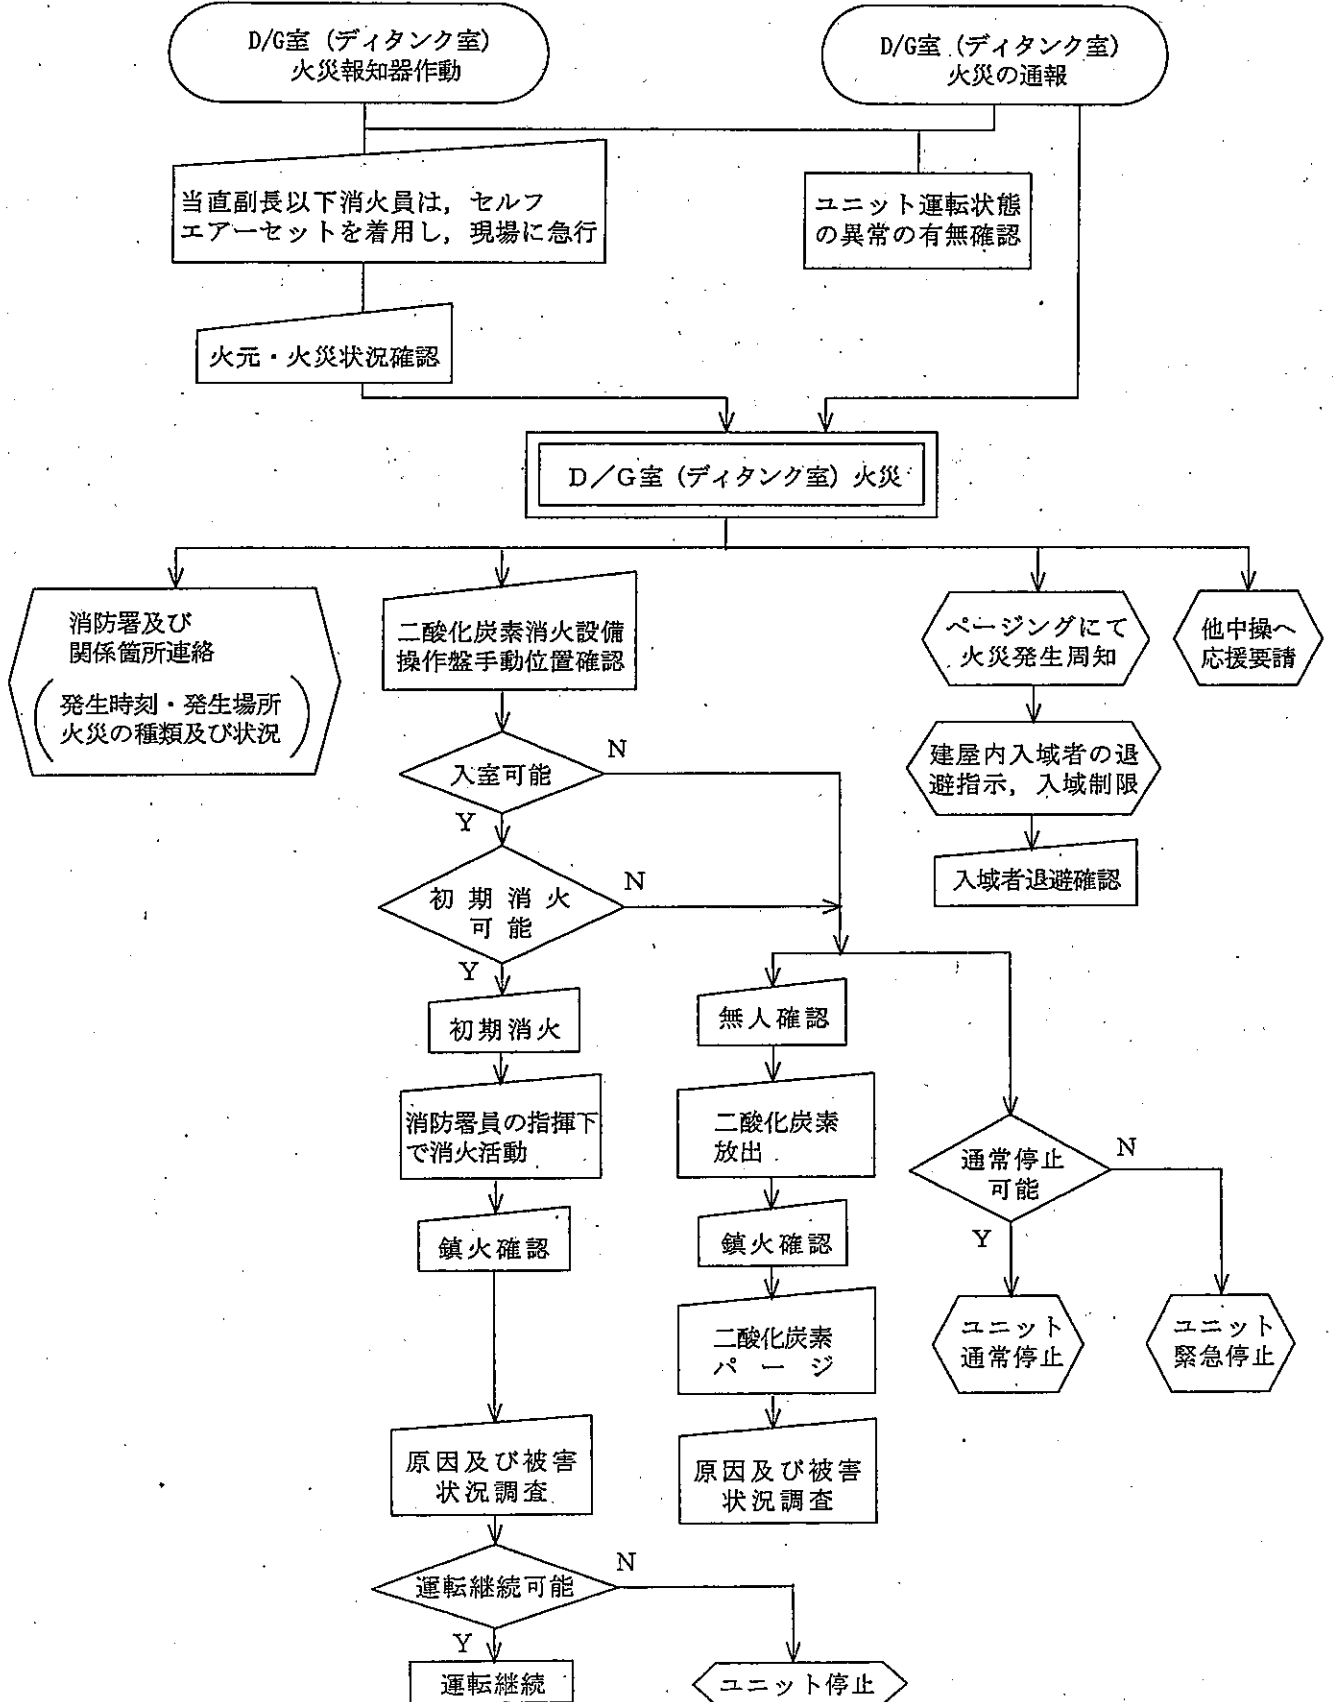 D/G室（ディタンク室）
火災報知器作動
D/G室（ディタンク室）
火災の通報
当直副長以下消火員は，セルフ
エアーセットを着用し，現場に急行
ユニット運転状態
の異常の有無確認
火元・火災状況確認
D／G室（ディタンク室）火災
消防署及び
関係箇所連絡
発生時刻・発生場所
火災の種類及び状況
二酸化炭素消火設備
操作盤手動位置確認
ページングにて
火災発生周知
他中操へ
応援要請
入室可能
N
Y
建屋内入域者の退
避指示，入域制限
入域者退避確認
初期消火
可能
N
Y
初期消火
無人確認
消防署員の指揮下
で消火活動
二酸化炭素
放出
通常停止
可能
N
Y
鎮火確認
鎮火確認
二酸化炭素
パージ
ユニット
通常停止
ユニット
緊急停止
原因及び被害
状況調査
原因及び被害
状況調査
運転継続可能
N
Y
運転継続
ユニット停止